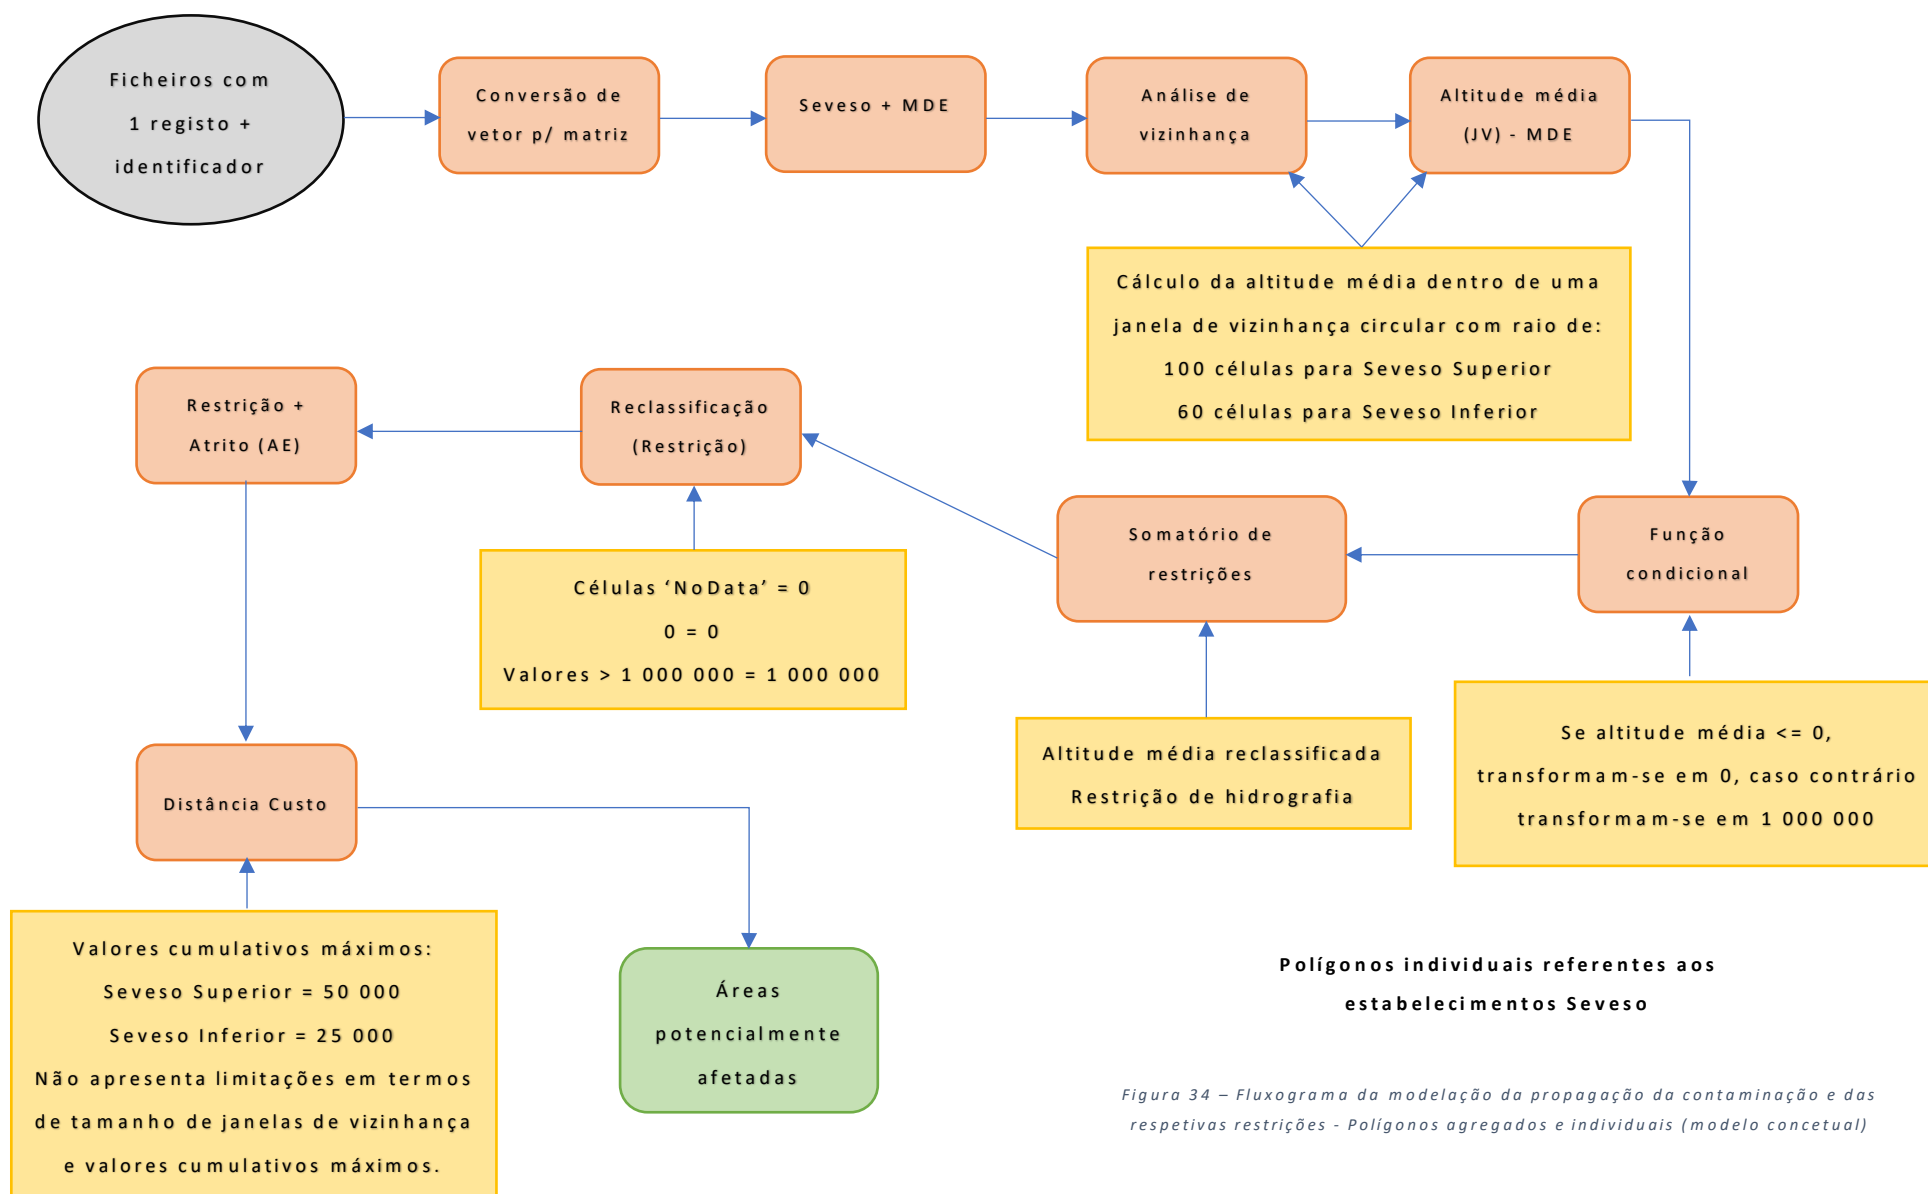 Ficheiros com
1 registo +
identificador
Conversão de
vetor p/ matriz
Seveso + MDE
Análise de
vizinhança
Altitude média
(JV) - MDE
Cálculo da altitude média dentro de uma
janela de vizinhança circular com raio de:
100 células para Seveso Superior
60 células para Seveso Inferior
Restrição +
Atrito (AE)
Reclassificação
(Restrição)
Somatório de
restrições
Função
condicional
Células ‘NoData’ = 0
0 = 0
Valores > 1 000 000 = 1 000 000
Altitude média reclassificada
Restrição de hidrografia
Se altitude média <= 0,
transformam-se em 0, caso contrário
transformam-se em 1 000 000
Distância Custo
Valores cumulativos máximos:
Seveso Superior = 50 000
Seveso Inferior = 25 000
Não apresenta limitações em termos
de tamanho de janelas de vizinhança
e valores cumulativos máximos.
Áreas
potencialmente
afetadas
Polígonos individuais referentes aos
estabelecimentos Seveso
Figura 34 – Fluxograma da modelação da propagação da contaminação e das
respetivas restrições - Polígonos agregados e individuais (modelo concetual)